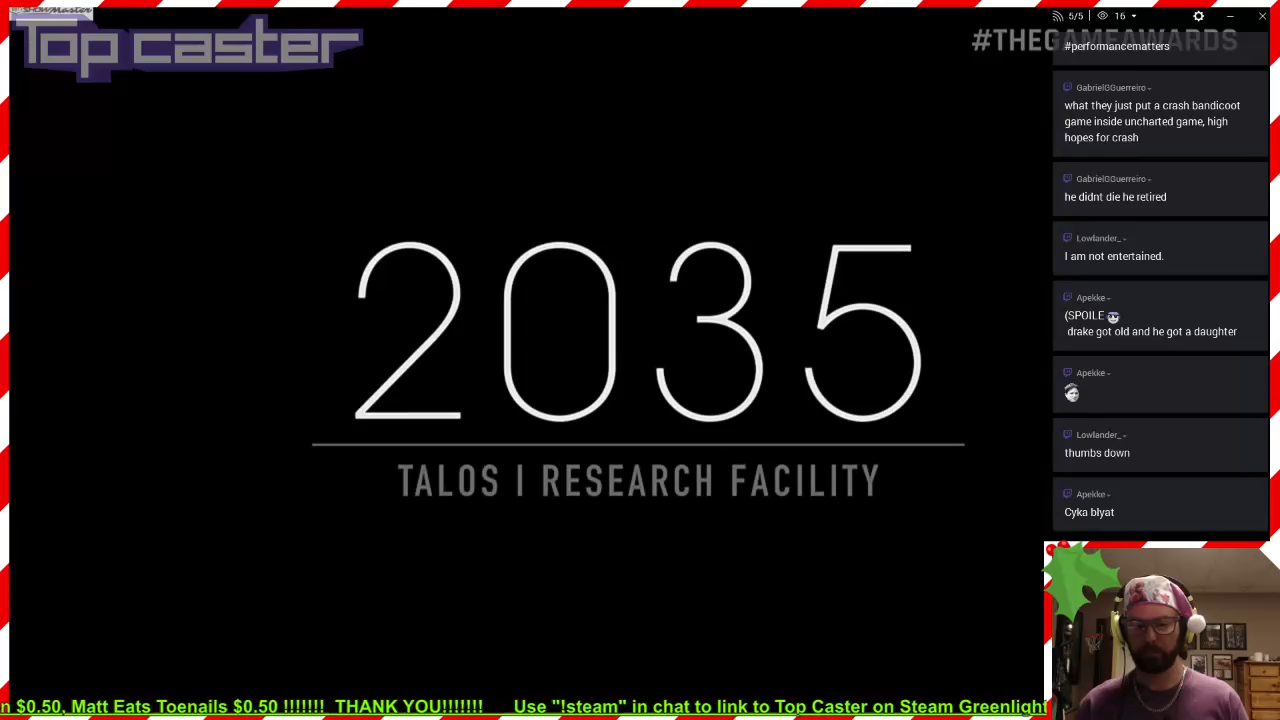 ShowMaster
Top caster
#THEGAMEAWARDS
5/5
16
#performancematters
GabrielGGuerreiro
what they just put a crash bandicoot
game inside uncharted game, high
hopes for crash
GabrielGGuerreiro
he didnt die he retired
Lowlander_
I am not entertained.
Apekke
(SPOILE
drake got old and he got a daughter
Apekke
Lowlander_
thumbs down
Apekke
Cyka blyat
2035
TALOS I RESEARCH FACILITY
n $0.50, Matt Eats Toenails $0.50 !!!!!!! THANK YOU!!!!!!! Use "!steam" in chat to link to Top Caster on Steam Greenlight